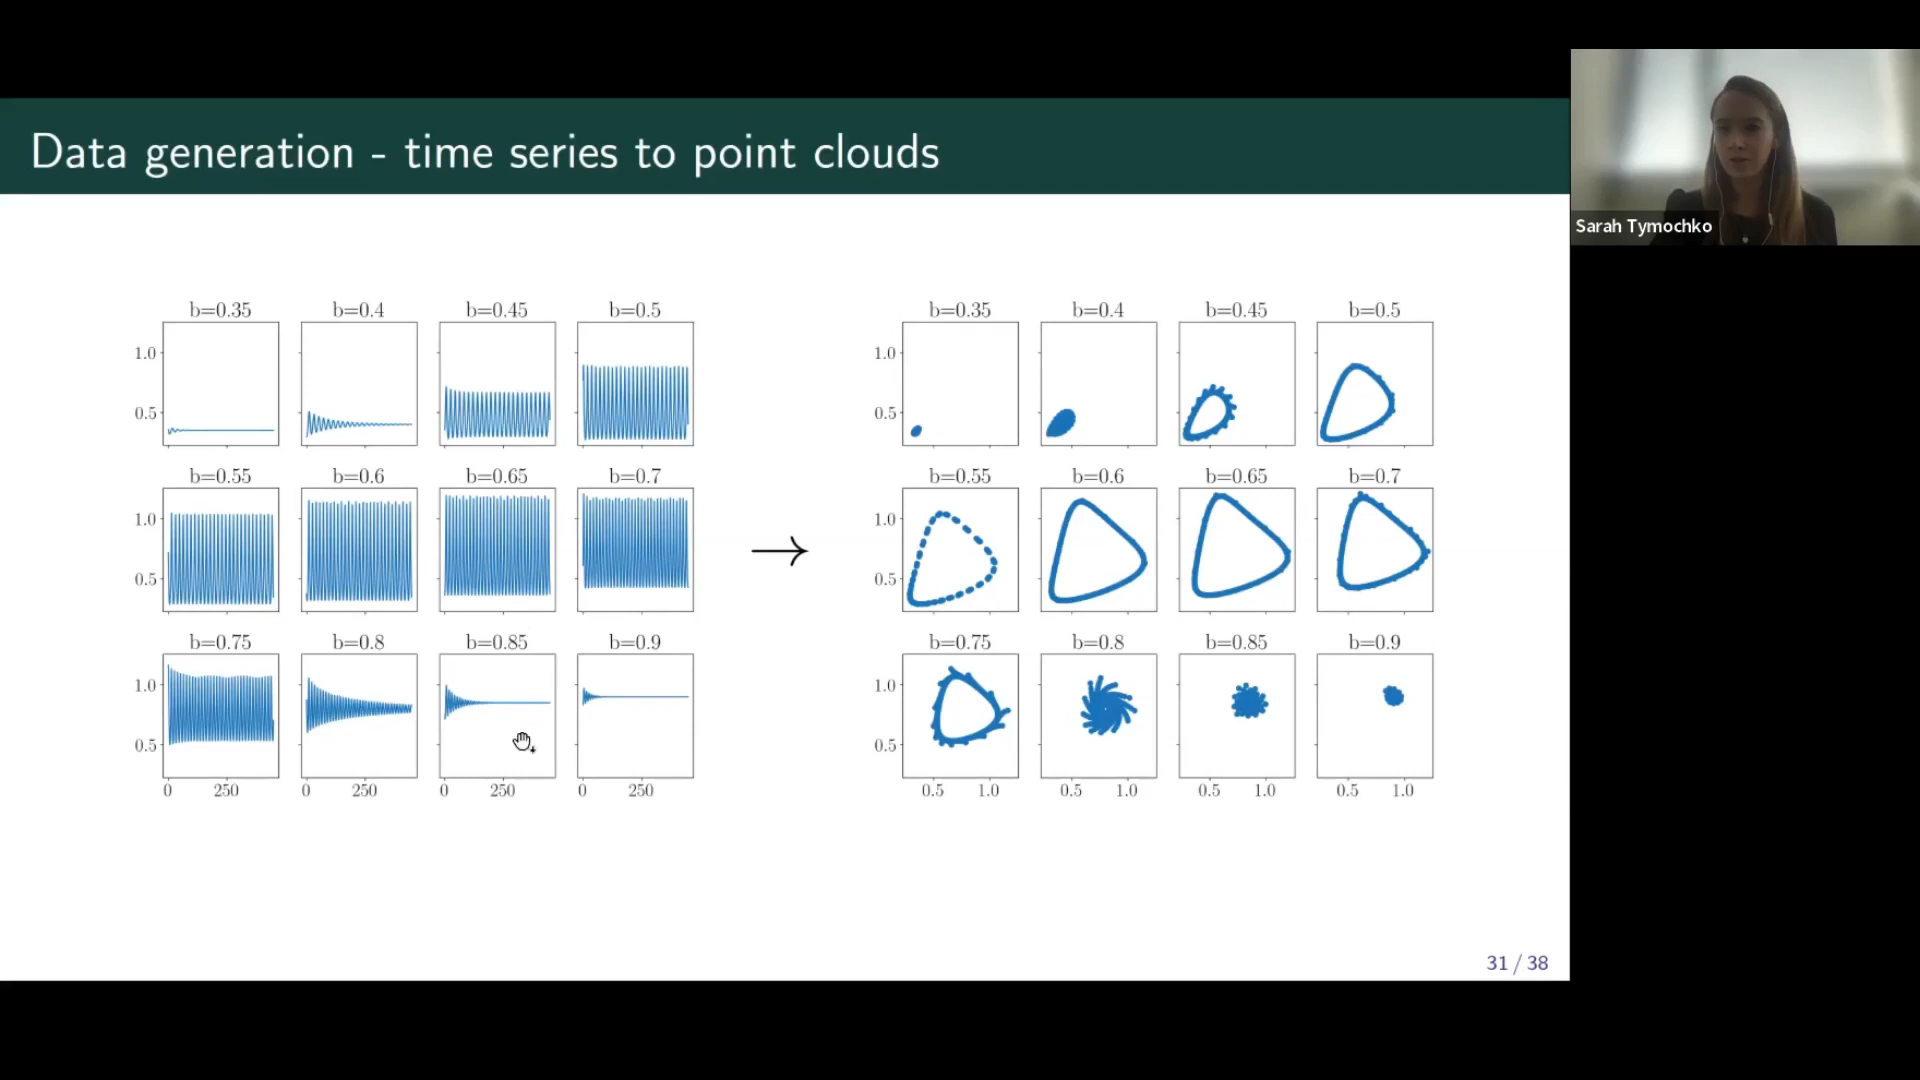 Data generation - time series to point clouds
Sarah Tymochko
b=0.35 b=0.4 b=0.45 b=0.5
1.0
0.5
b=0.55 b=0.6 b=0.65 b=0.7
1.0
0.5
b=0.75 b=0.8 b=0.85 b=0.9
1.0
0.5
0 250 0 250 0 250 0 250
→
b=0.35 b=0.4 b=0.45 b=0.5
1.0
0.5
b=0.55 b=0.6 b=0.65 b=0.7
1.0
0.5
b=0.75 b=0.8 b=0.85 b=0.9
1.0
0.5
0.5 1.0 0.5 1.0 0.5 1.0 0.5 1.0
31 / 38